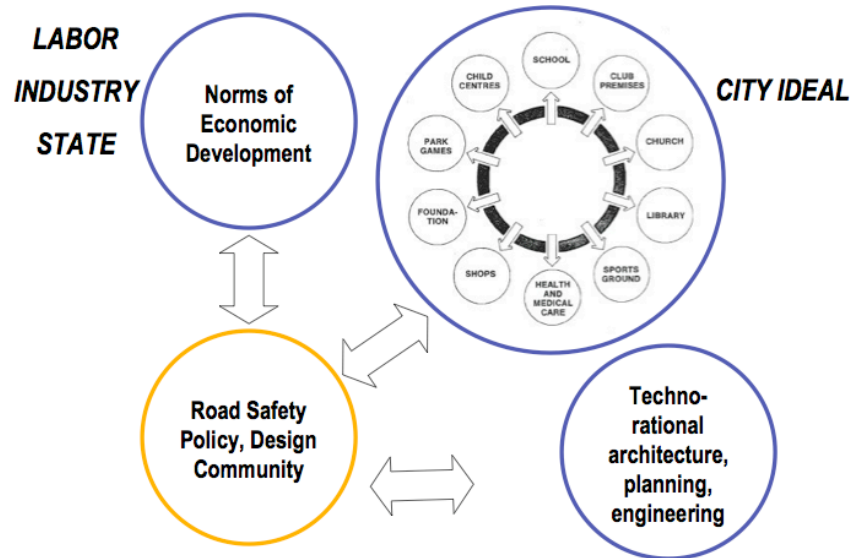 LABOR
INDUSTRY
STATE
Norms of
Economic
Development
CITY IDEAL
SCHOOL
CLUB
PREMISES
CHURCH
LIBRARY
SPORTS
GROUND
HEALTH
AND
MEDICAL
CARE
SHOPS
FOUNDA-
TION
PARK
GAMES
CHILD
CENTRES
Road Safety
Policy, Design
Community
Techno-
rational
architecture,
planning,
engineering